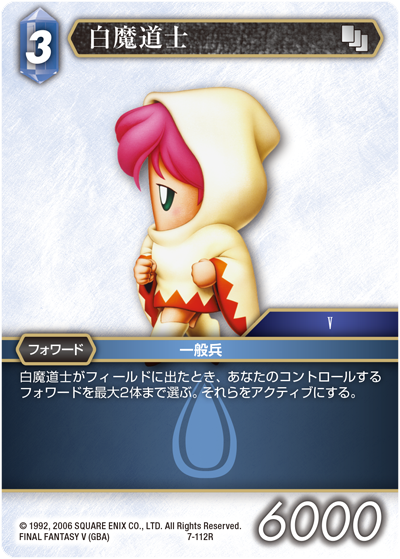 3
白魔道士
V
フォワード
一般兵
白魔道士がフィールドに出たとき、あなたのコントロールする
フォワードを最大2体まで選ぶ。それらをアクティブにする。
© 1992, 2006 SQUARE ENIX CO., LTD. All Rights Reserved.
FINAL FANTASY V (GBA)
7-112R
6000